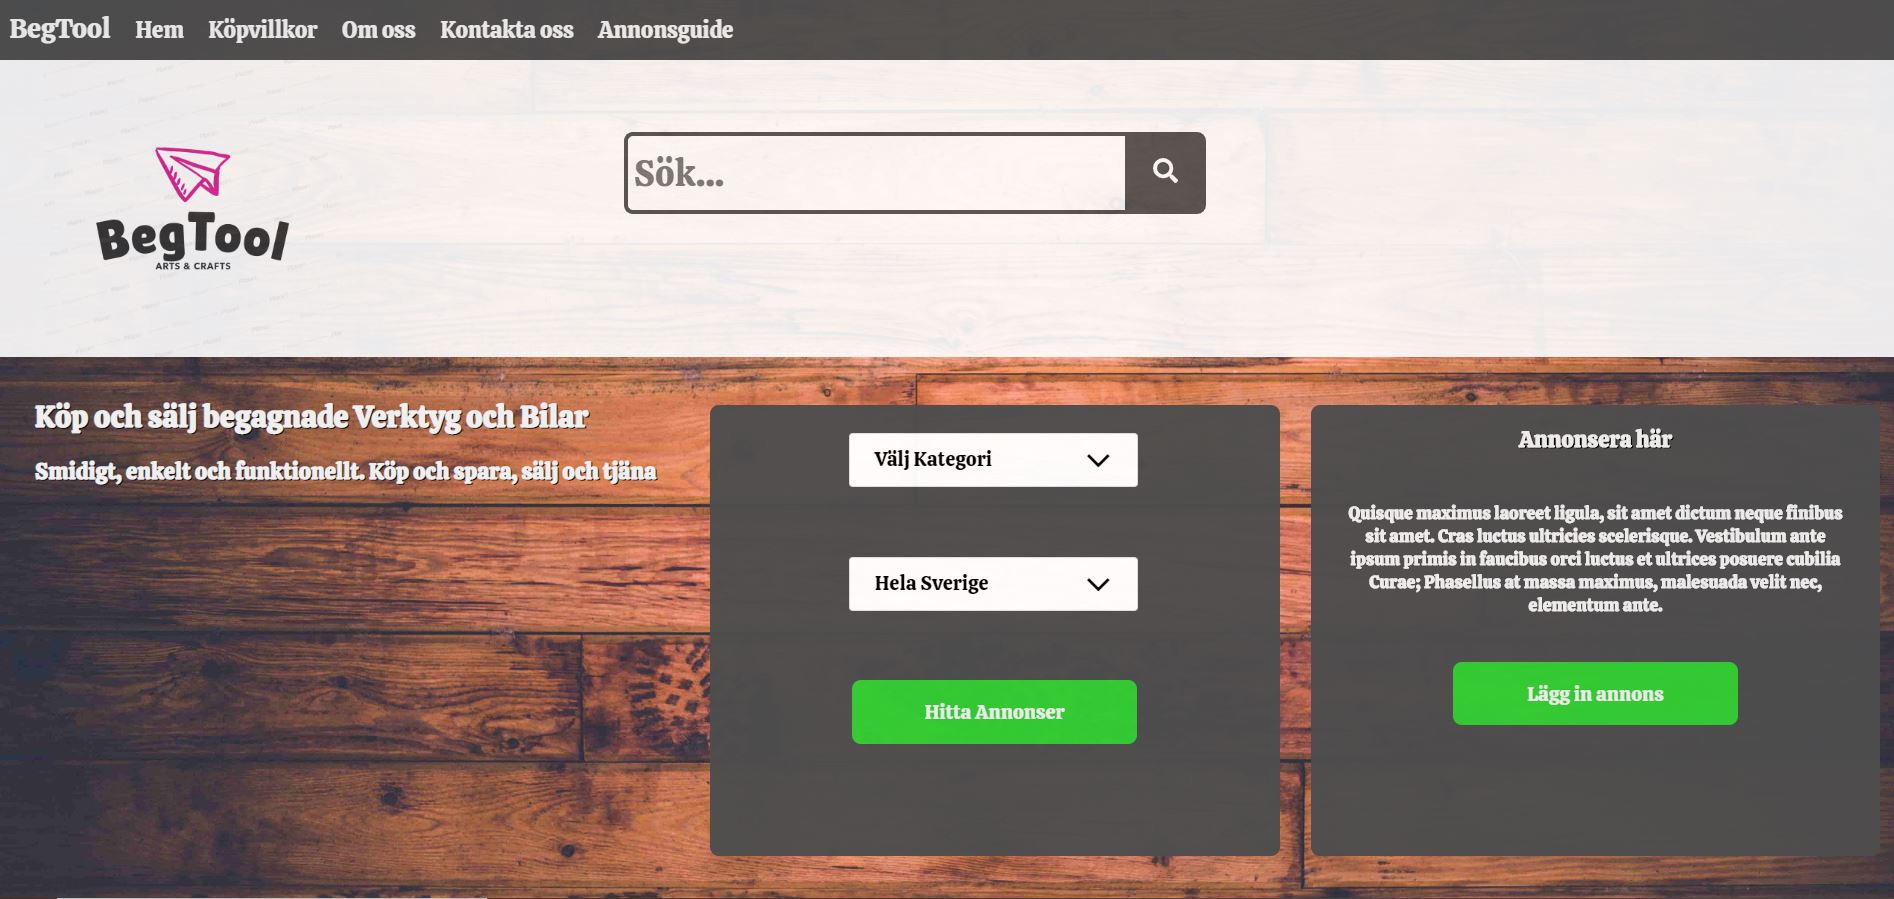 BegTool Hem Köpvillkor Om oss Kontakta oss Annonsguide
Sök...
BegTool
ARTS & CRAFTS
Köp och sälj begagnade Verktyg och Bilar
Smidigt, enkelt och funktionellt. Köp och spara, sälj och tjäna
Välj Kategori
Hela Sverige
Hitta Annonser
Annonsera här
Quisque maximus laoreet ligula, sit amet dictum neque finibus
sit amet. Cras luctus ultricies scelerisque. Vestibulum ante
ipsum primis in faucibus orci luctus et ultrices posuere cubilia
Curae; Phasellus at massa maximus, malesuada velit nec,
elementum ante.
Lägg in annons